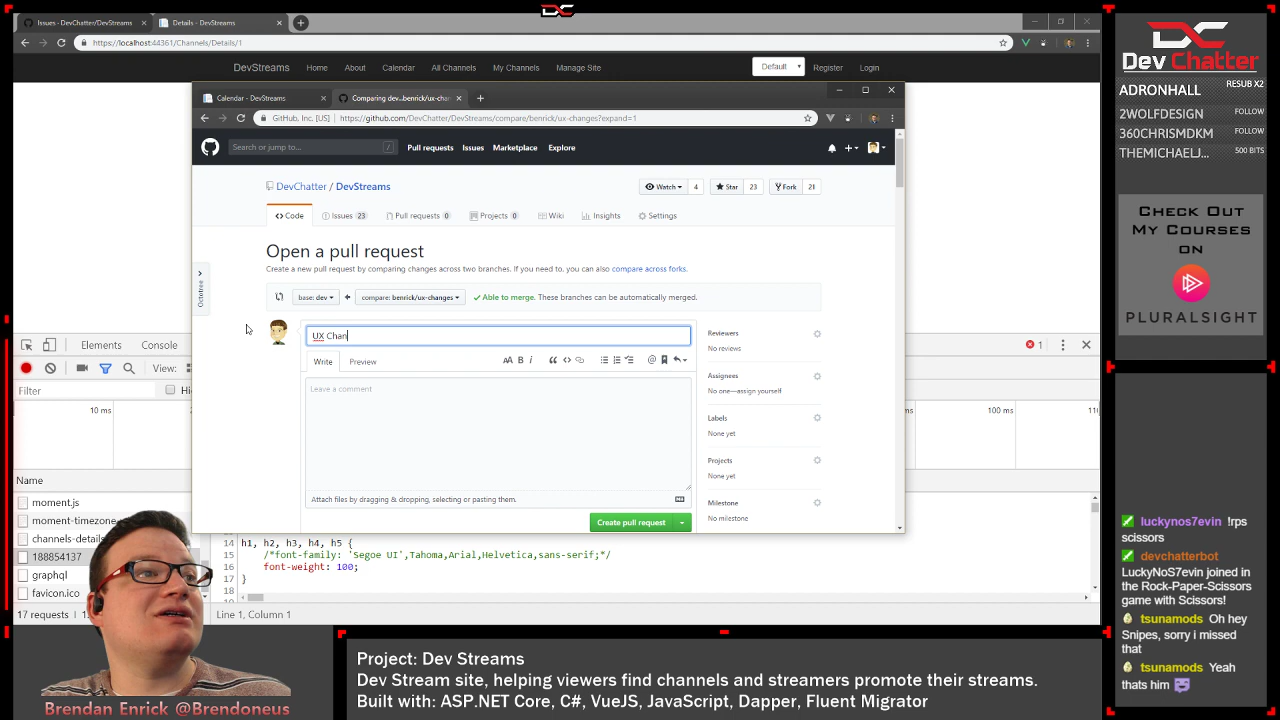 DC
Issues - DevChatter/DevStreams
Details - DevStreams
https://localhost:44361/Channels/Details/1
DevStreams Home About Calendar All Channels My Channels Manage Site Default Register Login
Calendar - DevStreams
Comparing dev...benrick/ux-chan
GitHub, Inc. [US] https://github.com/DevChatter/DevStreams/compare/benrick/ux-changes?expand=1
Search or jump to... / Pull requests Issues Marketplace Explore
DevChatter / DevStreams
Watch 4 Star 23 Fork 21
Code Issues 23 Pull requests 0 Projects 0 Wiki Insights Settings
Octotree
Open a pull request
Create a new pull request by comparing changes across two branches. If you need to, you can also compare across forks.
base: dev compare: benrick/ux-changes Able to merge. These branches can be automatically merged.
UX Chan
Write Preview
Leave a comment
Attach files by dragging & dropping, selecting or pasting them.
Create pull request
Reviewers
No reviews
Assignees
No one—assign yourself
Labels
None yet
Projects
None yet
Milestone
No milestone
Elements Console
1
View:
Filter
10 ms
100 ms
Name
moment.js
moment-timezone
channels-details
188854137
graphql
favicon.ico
17 requests
14 h1, h2, h3, h4, h5 {
15 /*font-family: 'Segoe UI',Tahoma,Arial,Helvetica,sans-serif;*/
16 font-weight: 100;
17 }
18
Line 1, Column 1
Dev Chatter
ADRONHALL RESUB X2
2WOLFDESIGN FOLLOW
360CHRISMDKM FOLLOW
THEMICHAELJ... 500 BITS
Check Out
My Courses
on
PLURALSIGHT
luckynos7evin !rps
scissors
devchatterbot
LuckyNoS7evin joined in
the Rock-Paper-Scissors
game with Scissors!
tsunamods Oh hey
Snipes, sorry i missed
that
tsunamods Yeah
thats him
Brendan Enrick @Brendoneus
Project: Dev Streams
Dev Stream site, helping viewers find channels and streamers promote their streams.
Built with: ASP.NET Core, C#, VueJS, JavaScript, Dapper, Fluent Migrator